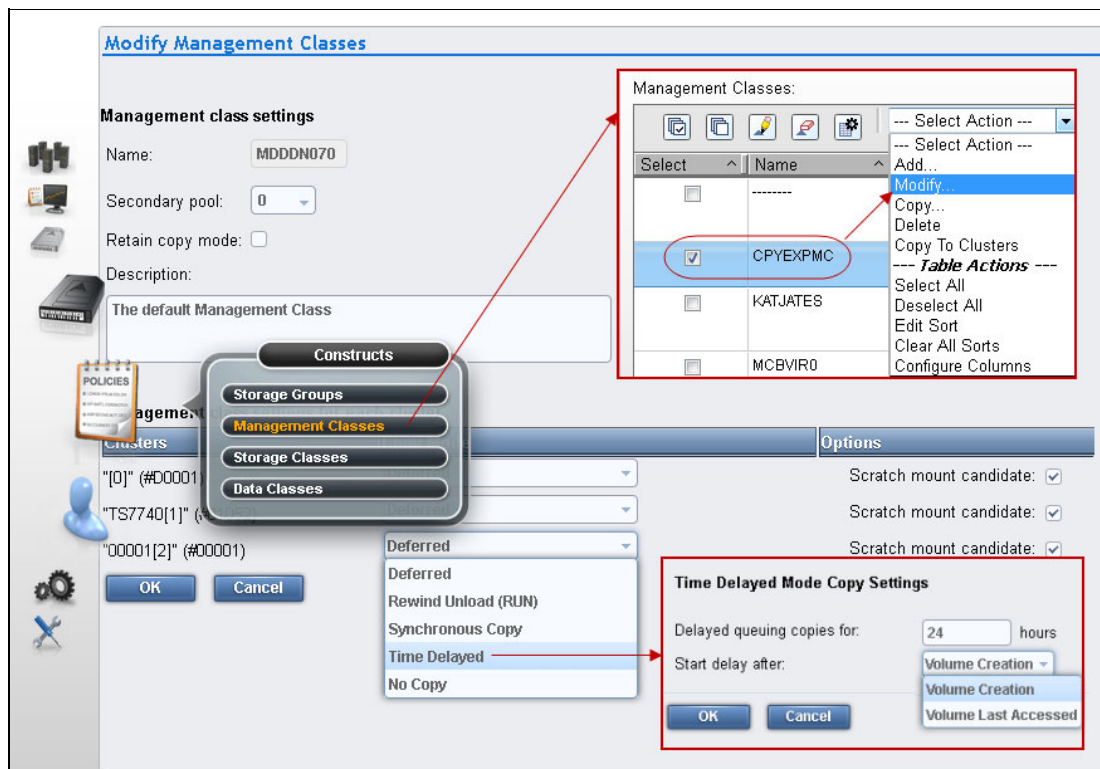 Modify Management Classes
Management class settings
Name: MDDDN070
Secondary pool: 0
Retain copy mode:
Description:
The default Management Class
Management Classes:
--- Select Action ---
Select Name
--------
CPYEXPMC
KATJATES
MCBVIR0
--- Select Action ---
Add...
Modify...
Copy...
Delete
Copy To Clusters
--- Table Actions ---
Select All
Deselect All
Edit Sort
Clear All Sorts
Configure Columns
POLICIES
Constructs
Storage Groups
Management Classes
Storage Classes
Data Classes
Clusters Options
"[0]" (#D0001) Scratch mount candidate:
"TS7740[1]" Deferred Scratch mount candidate:
"00001[2]" (#00001) Deferred Scratch mount candidate:
OK Cancel
Deferred
Rewind Unload (RUN)
Synchronous Copy
Time Delayed
No Copy
Time Delayed Mode Copy Settings
Delayed queuing copies for: 24 hours
Start delay after: Volume Creation
Volume Creation
Volume Last Accessed
OK Cancel